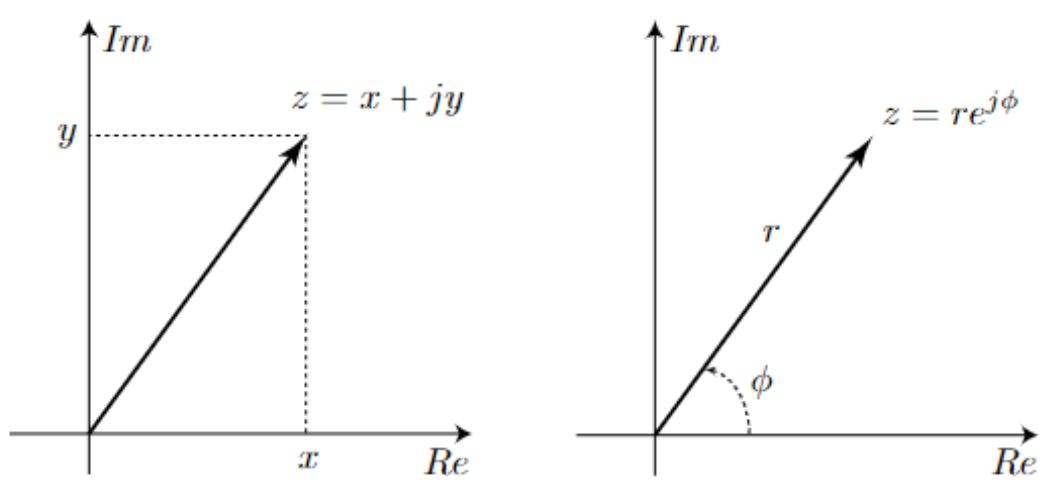 Im
z = x + jy
y
x
Re
Im
z = re^{jϕ}
r
ϕ
Re